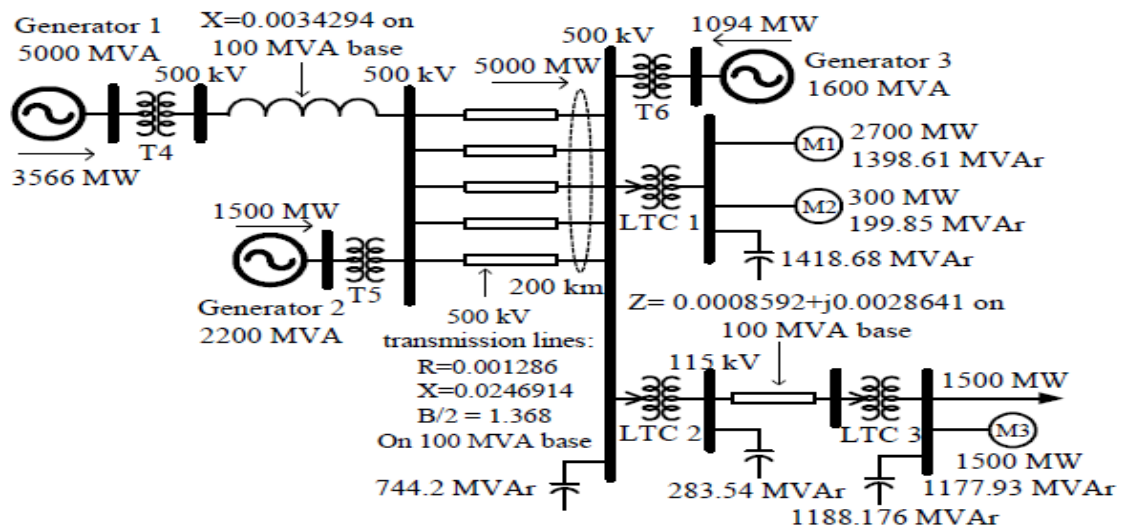 Generator 1
5000 MVA
X=0.0034294 on
100 MVA base
500 kV
500 kV
5000 MW
500 kV
1094 MW
Generator 3
1600 MVA
T4
T6
3566 MW
M1
2700 MW
1398.61 MVAr
M2
300 MW
199.85 MVAr
LTC 1
1418.68 MVAr
1500 MW
T5
Generator 2
2200 MVA
200 km
500 kV
transmission lines:
R=0.001286
X=0.0246914
B/2 = 1.368
On 100 MVA base
Z= 0.0008592+j0.0028641 on
100 MVA base
115 kV
LTC 2
LTC 3
1500 MW
M3
1500 MW
1177.93 MVAr
744.2 MVAr
283.54 MVAr
1188.176 MVAr